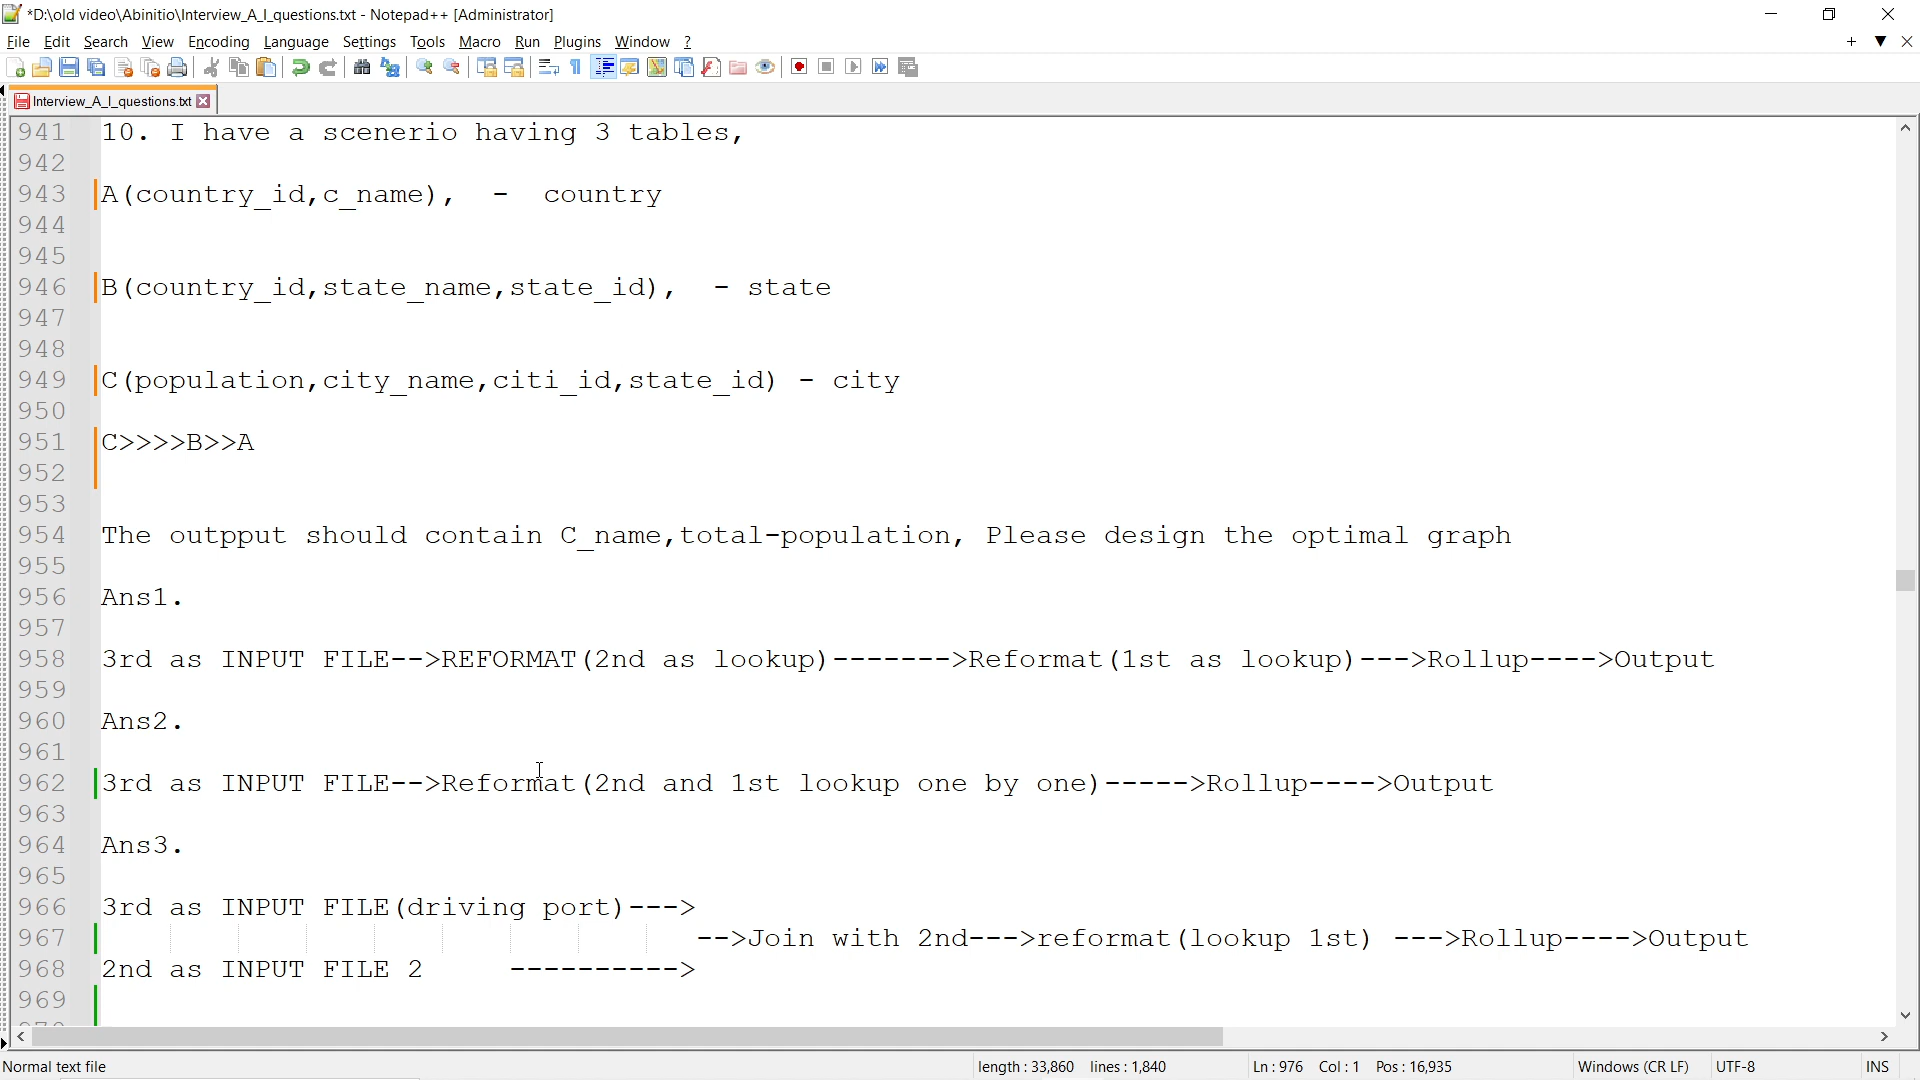 *D:\old video\Abinitio\Interview_A_I_questions.txt - Notepad++ [Administrator]
File Edit Search View Encoding Language Settings Tools Macro Run Plugins Window ?
Interview_A_I_questions.txt
941 10. I have a scenerio having 3 tables,
942
943 A(country_id,c_name), - country
944
945
946 B(country_id,state_name,state_id), - state
947
948
949 C(population,city_name,citi_id,state_id) - city
950
951 C>>>>B>>A
952
953
954 The outpput should contain C_name,total-population, Please design the optimal graph
955
956 Ans1.
957
958 3rd as INPUT FILE-->REFORMAT(2nd as lookup)------->Reformat(1st as lookup)--->Rollup---->Output
959
960 Ans2.
961
962 3rd as INPUT FILE-->Reformat(2nd and 1st lookup one by one)----->Rollup---->Output
963
964 Ans3.
965
966 3rd as INPUT FILE(driving port)--->
967 -->Join with 2nd--->reformat(lookup 1st) --->Rollup---->Output
968 2nd as INPUT FILE 2 ---------->
969
Normal text file length : 33,860 lines : 1,840 Ln : 976 Col : 1 Pos : 16,935 Windows (CR LF) UTF-8 INS